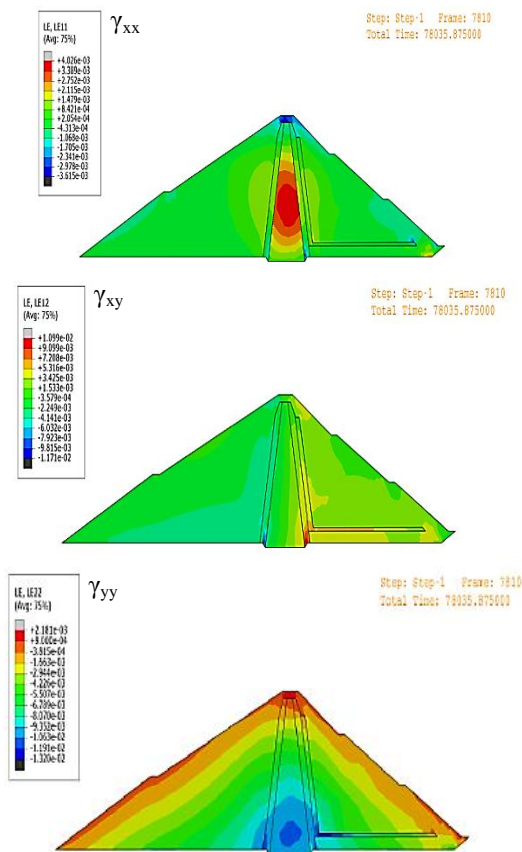 LE, LE11
(Avg: 75%)
+4.026e-03
+3.389e-03
+2.752e-03
+2.115e-03
+1.479e-03
+8.421e-04
+2.054e-04
-4.313e-04
-1.068e-03
-1.705e-03
-2.341e-03
-2.978e-03
-3.615e-03
γxx
Step: Step-1 Frame: 7810
Total Time: 78035.875000
LE, LE12
(Avg: 75%)
+1.099e-02
+9.099e-03
+7.208e-03
+5.316e-03
+3.425e-03
+1.533e-03
-3.579e-04
-2.249e-03
-4.141e-03
-6.032e-03
-7.923e-03
-9.815e-03
-1.171e-02
γxy
Step: Step-1 Frame: 7810
Total Time: 78035.875000
LE, LE22
(Avg: 75%)
+2.181e-03
+9.000e-04
-3.815e-04
-1.663e-03
-2.944e-03
-4.226e-03
-5.507e-03
-6.789e-03
-8.070e-03
-9.352e-03
-1.063e-02
-1.191e-02
-1.320e-02
γyy
Step: Step-1 Frame: 7810
Total Time: 78035.875000